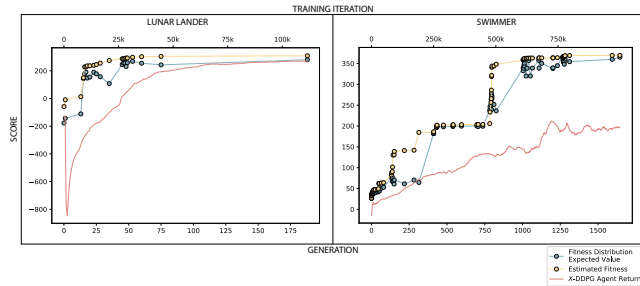 TRAINING ITERATION
LUNAR LANDER
SWIMMER
0 25k 50k 75k 100k
0 250k 500k 750k
SCORE
200
0
−200
−400
−600
−800
350
300
250
200
150
100
50
0
0 25 50 75 100 125 150 175
0 250 500 750 1000 1250 1500
GENERATION
Fitness Distribution
Expected Value
Estimated Fitness
X-DDPG Agent Return